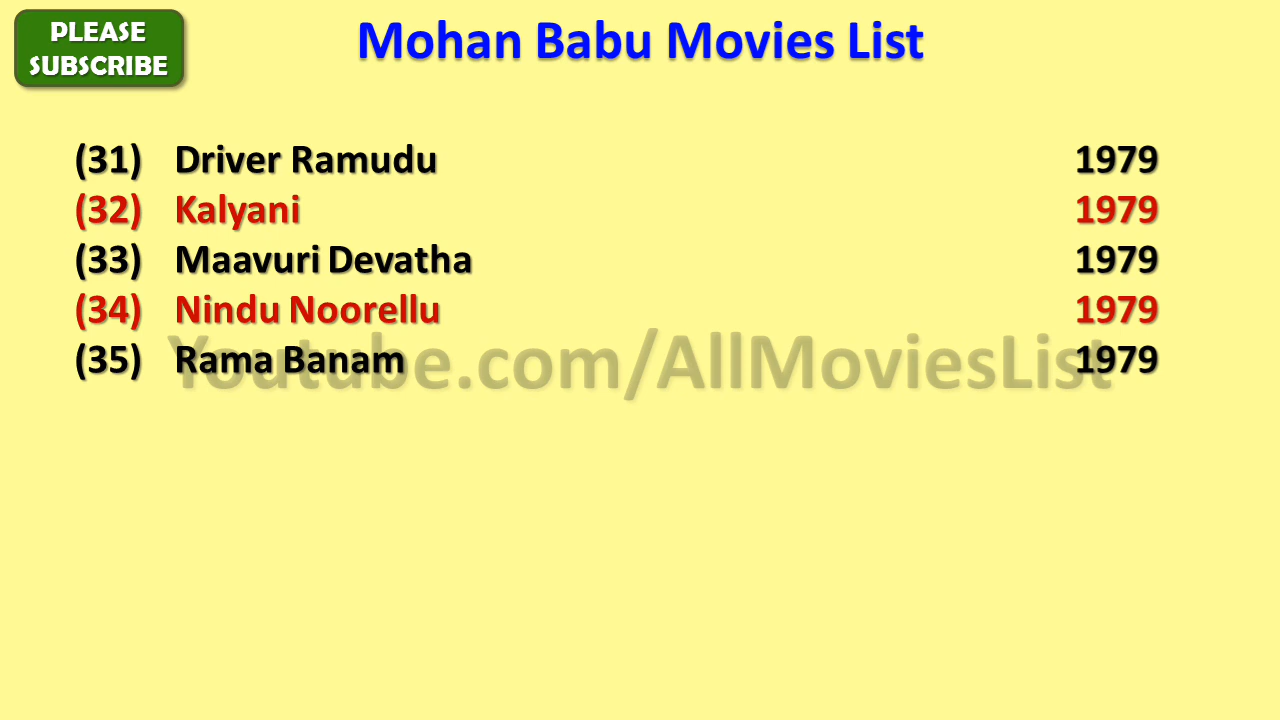 PLEASE
SUBSCRIBE
Mohan Babu Movies List
(31) Driver Ramudu 1979
(32) Kalyani 1979
(33) Maavuri Devatha 1979
(34) Nindu Noorellu 1979
(35) Rama Banam 1979
Youtube.com/AllMoviesList